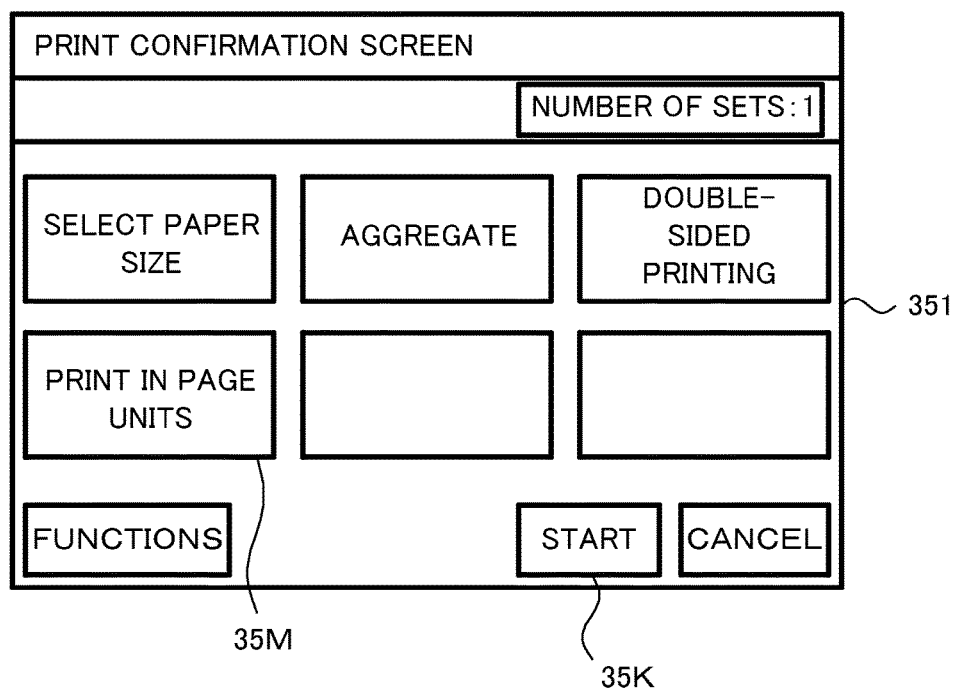 PRINT CONFIRMATION SCREEN
NUMBER OF SETS:1
SELECT PAPER
SIZE
AGGREGATE
DOUBLE-
SIDED
PRINTING
351
PRINT IN PAGE
UNITS
FUNCTIONS
START
CANCEL
35M
35K